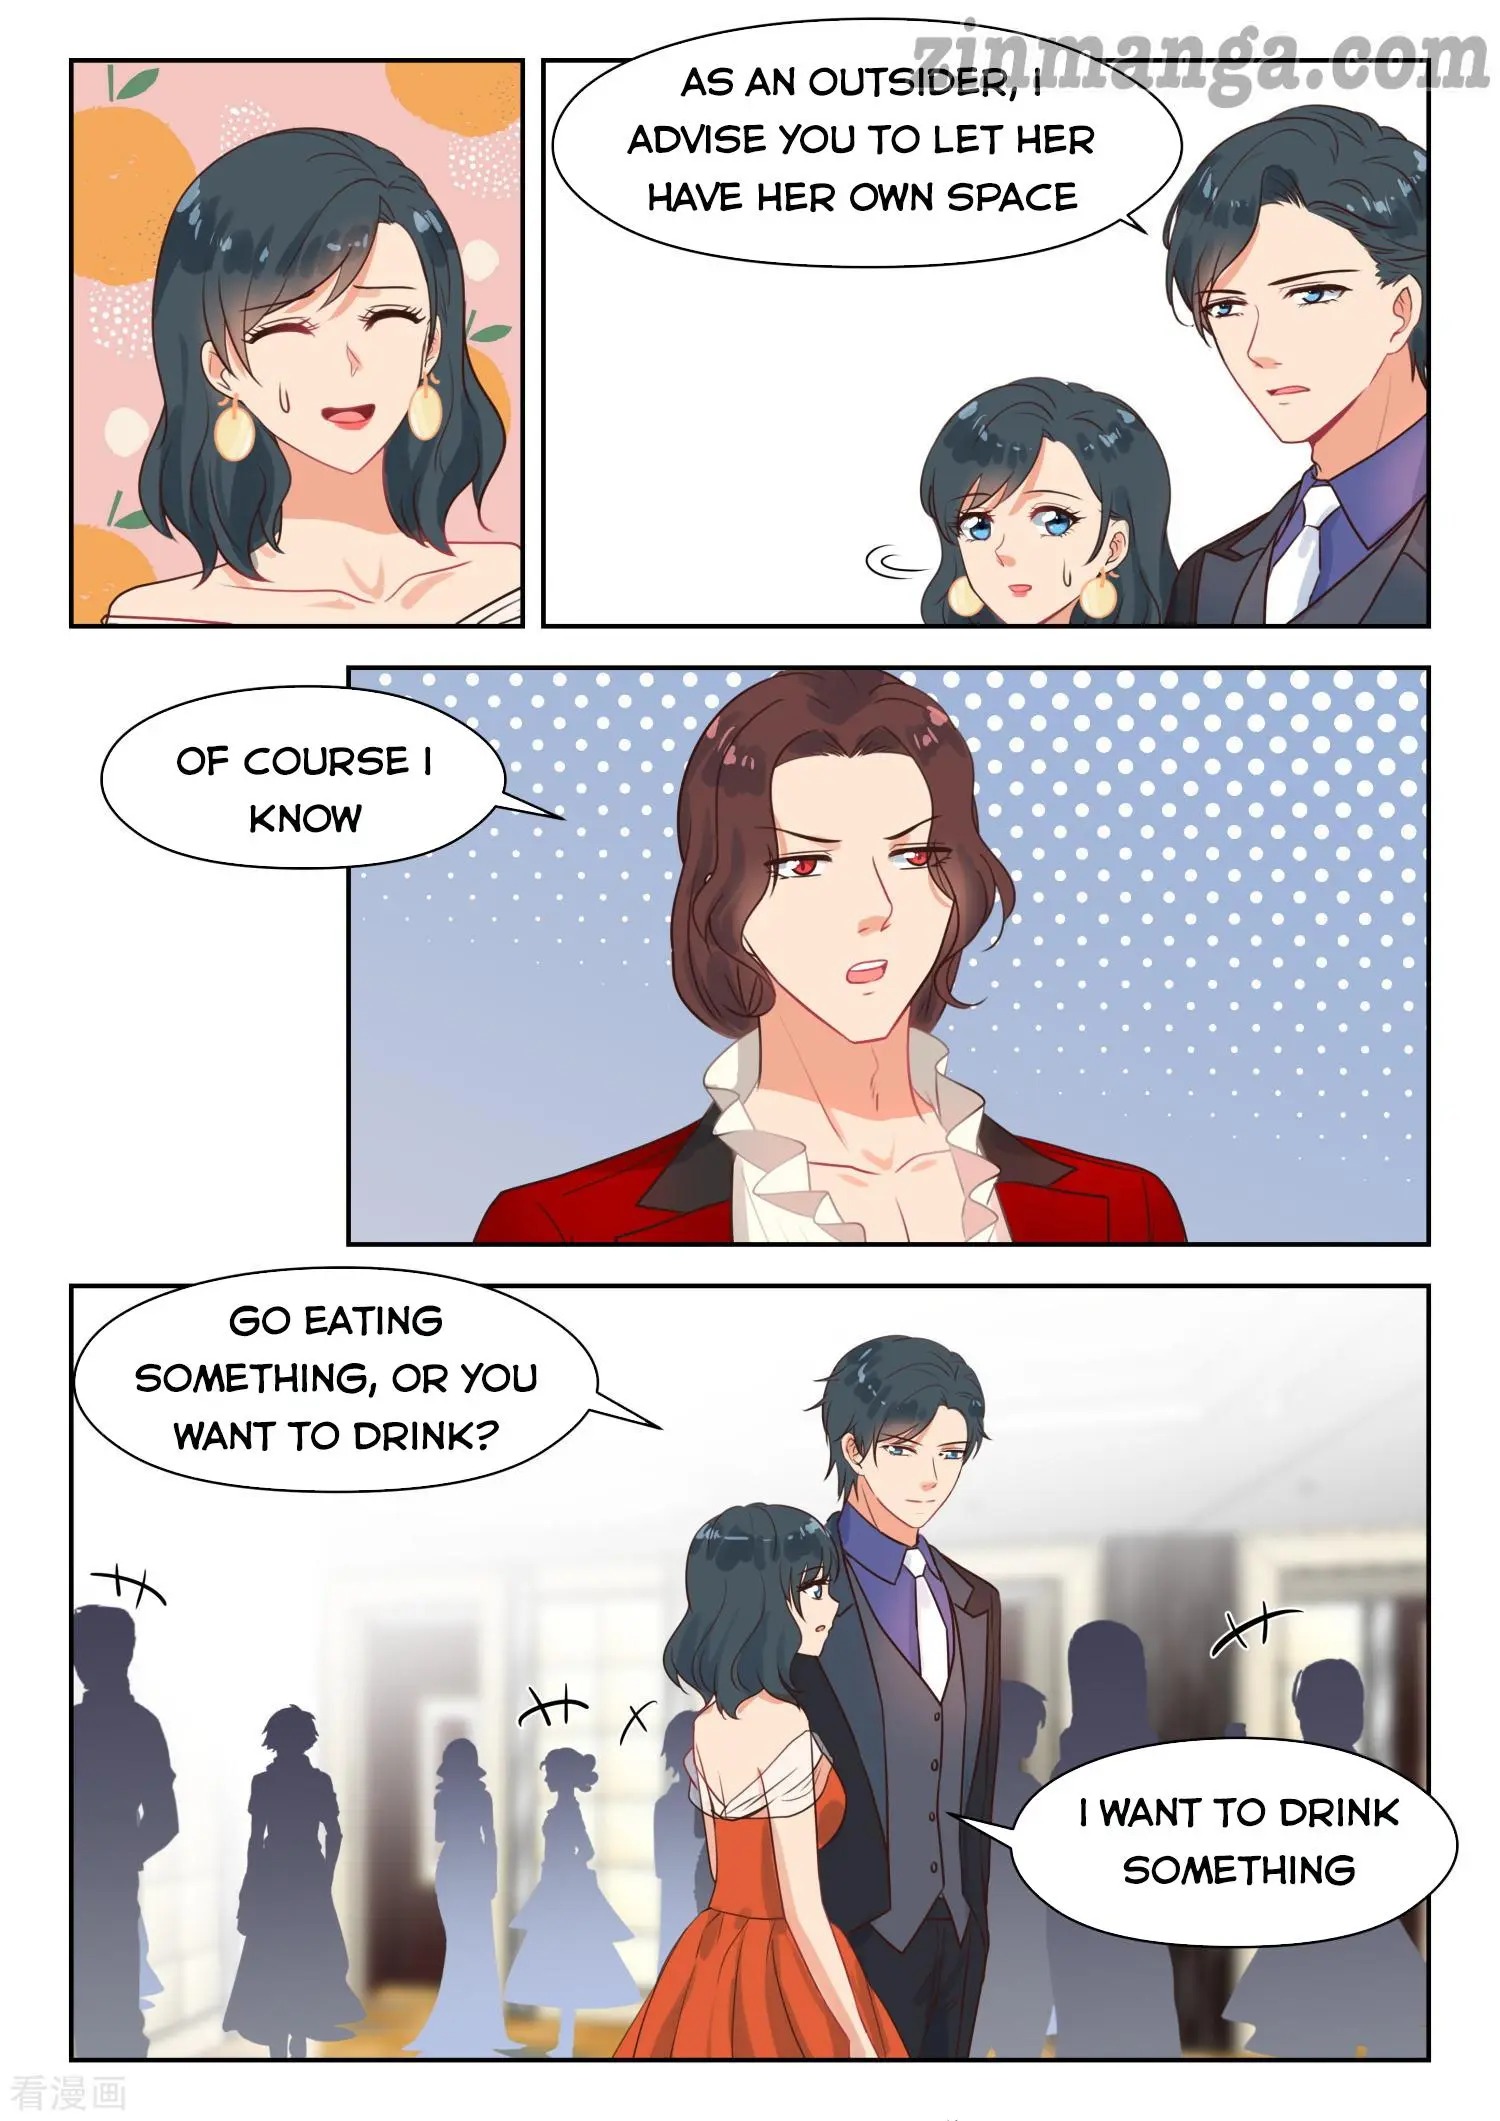 zinmanga.com
AS AN OUTSIDER, I
ADVISE YOU TO LET HER
HAVE HER OWN SPACE
OF COURSE I
KNOW
GO EATING
SOMETHING, OR YOU
WANT TO DRINK?
I WANT TO DRINK
SOMETHING
看漫画